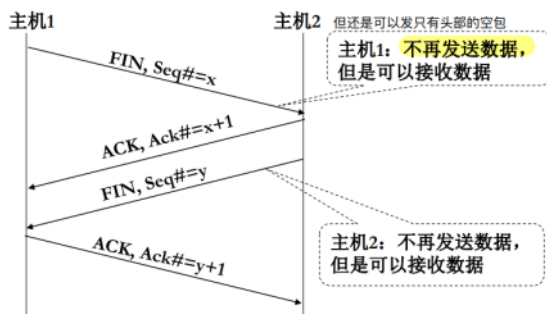 主机1
主机2
但还是可以发只有头部的空包
主机1：不再发送数据，
但是可以接收数据
FIN, Seq#=x
ACK, Ack#=x+1
FIN, Seq#=y
ACK, Ack#=y+1
主机2：不再发送数据，
但是可以接收数据